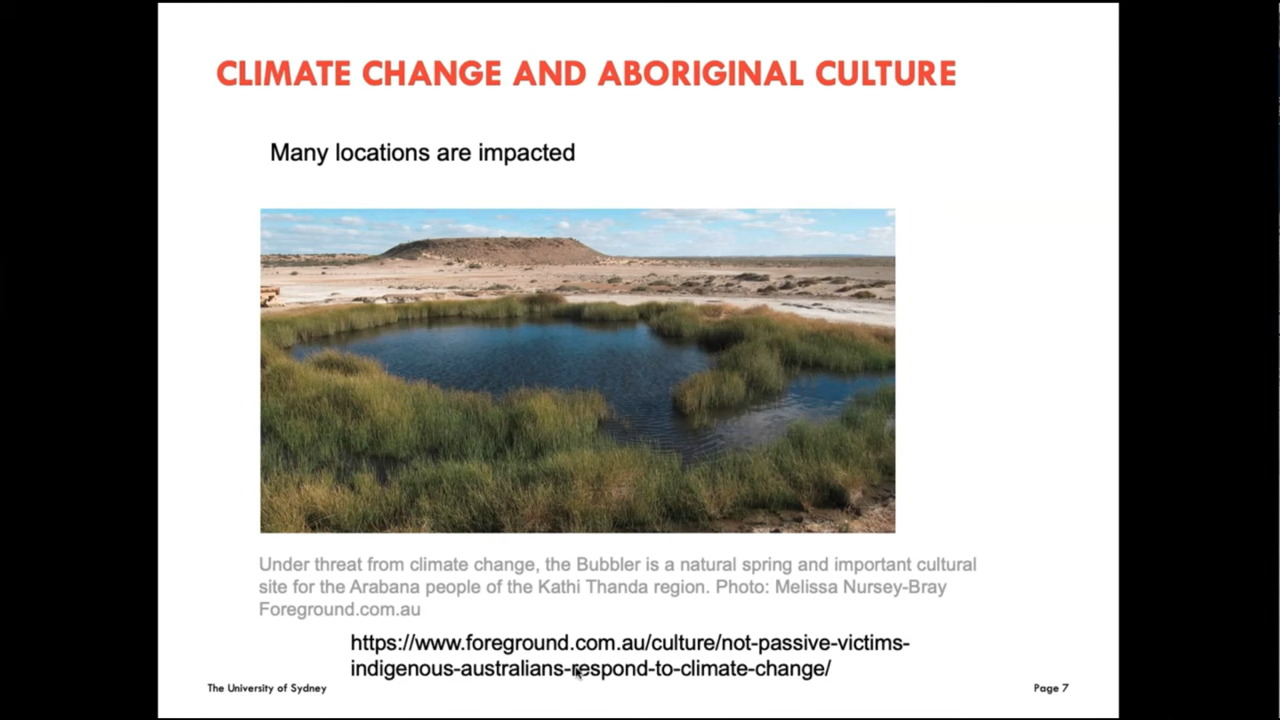 CLIMATE CHANGE AND ABORIGINAL CULTURE
Many locations are impacted
Under threat from climate change, the Bubbler is a natural spring and important cultural
site for the Arabana people of the Kathi Thanda region. Photo: Melissa Nursey-Bray
Foreground.com.au
https://www.foreground.com.au/culture/not-passive-victims-
indigenous-australians-respond-to-climate-change/
The University of Sydney
Page 7